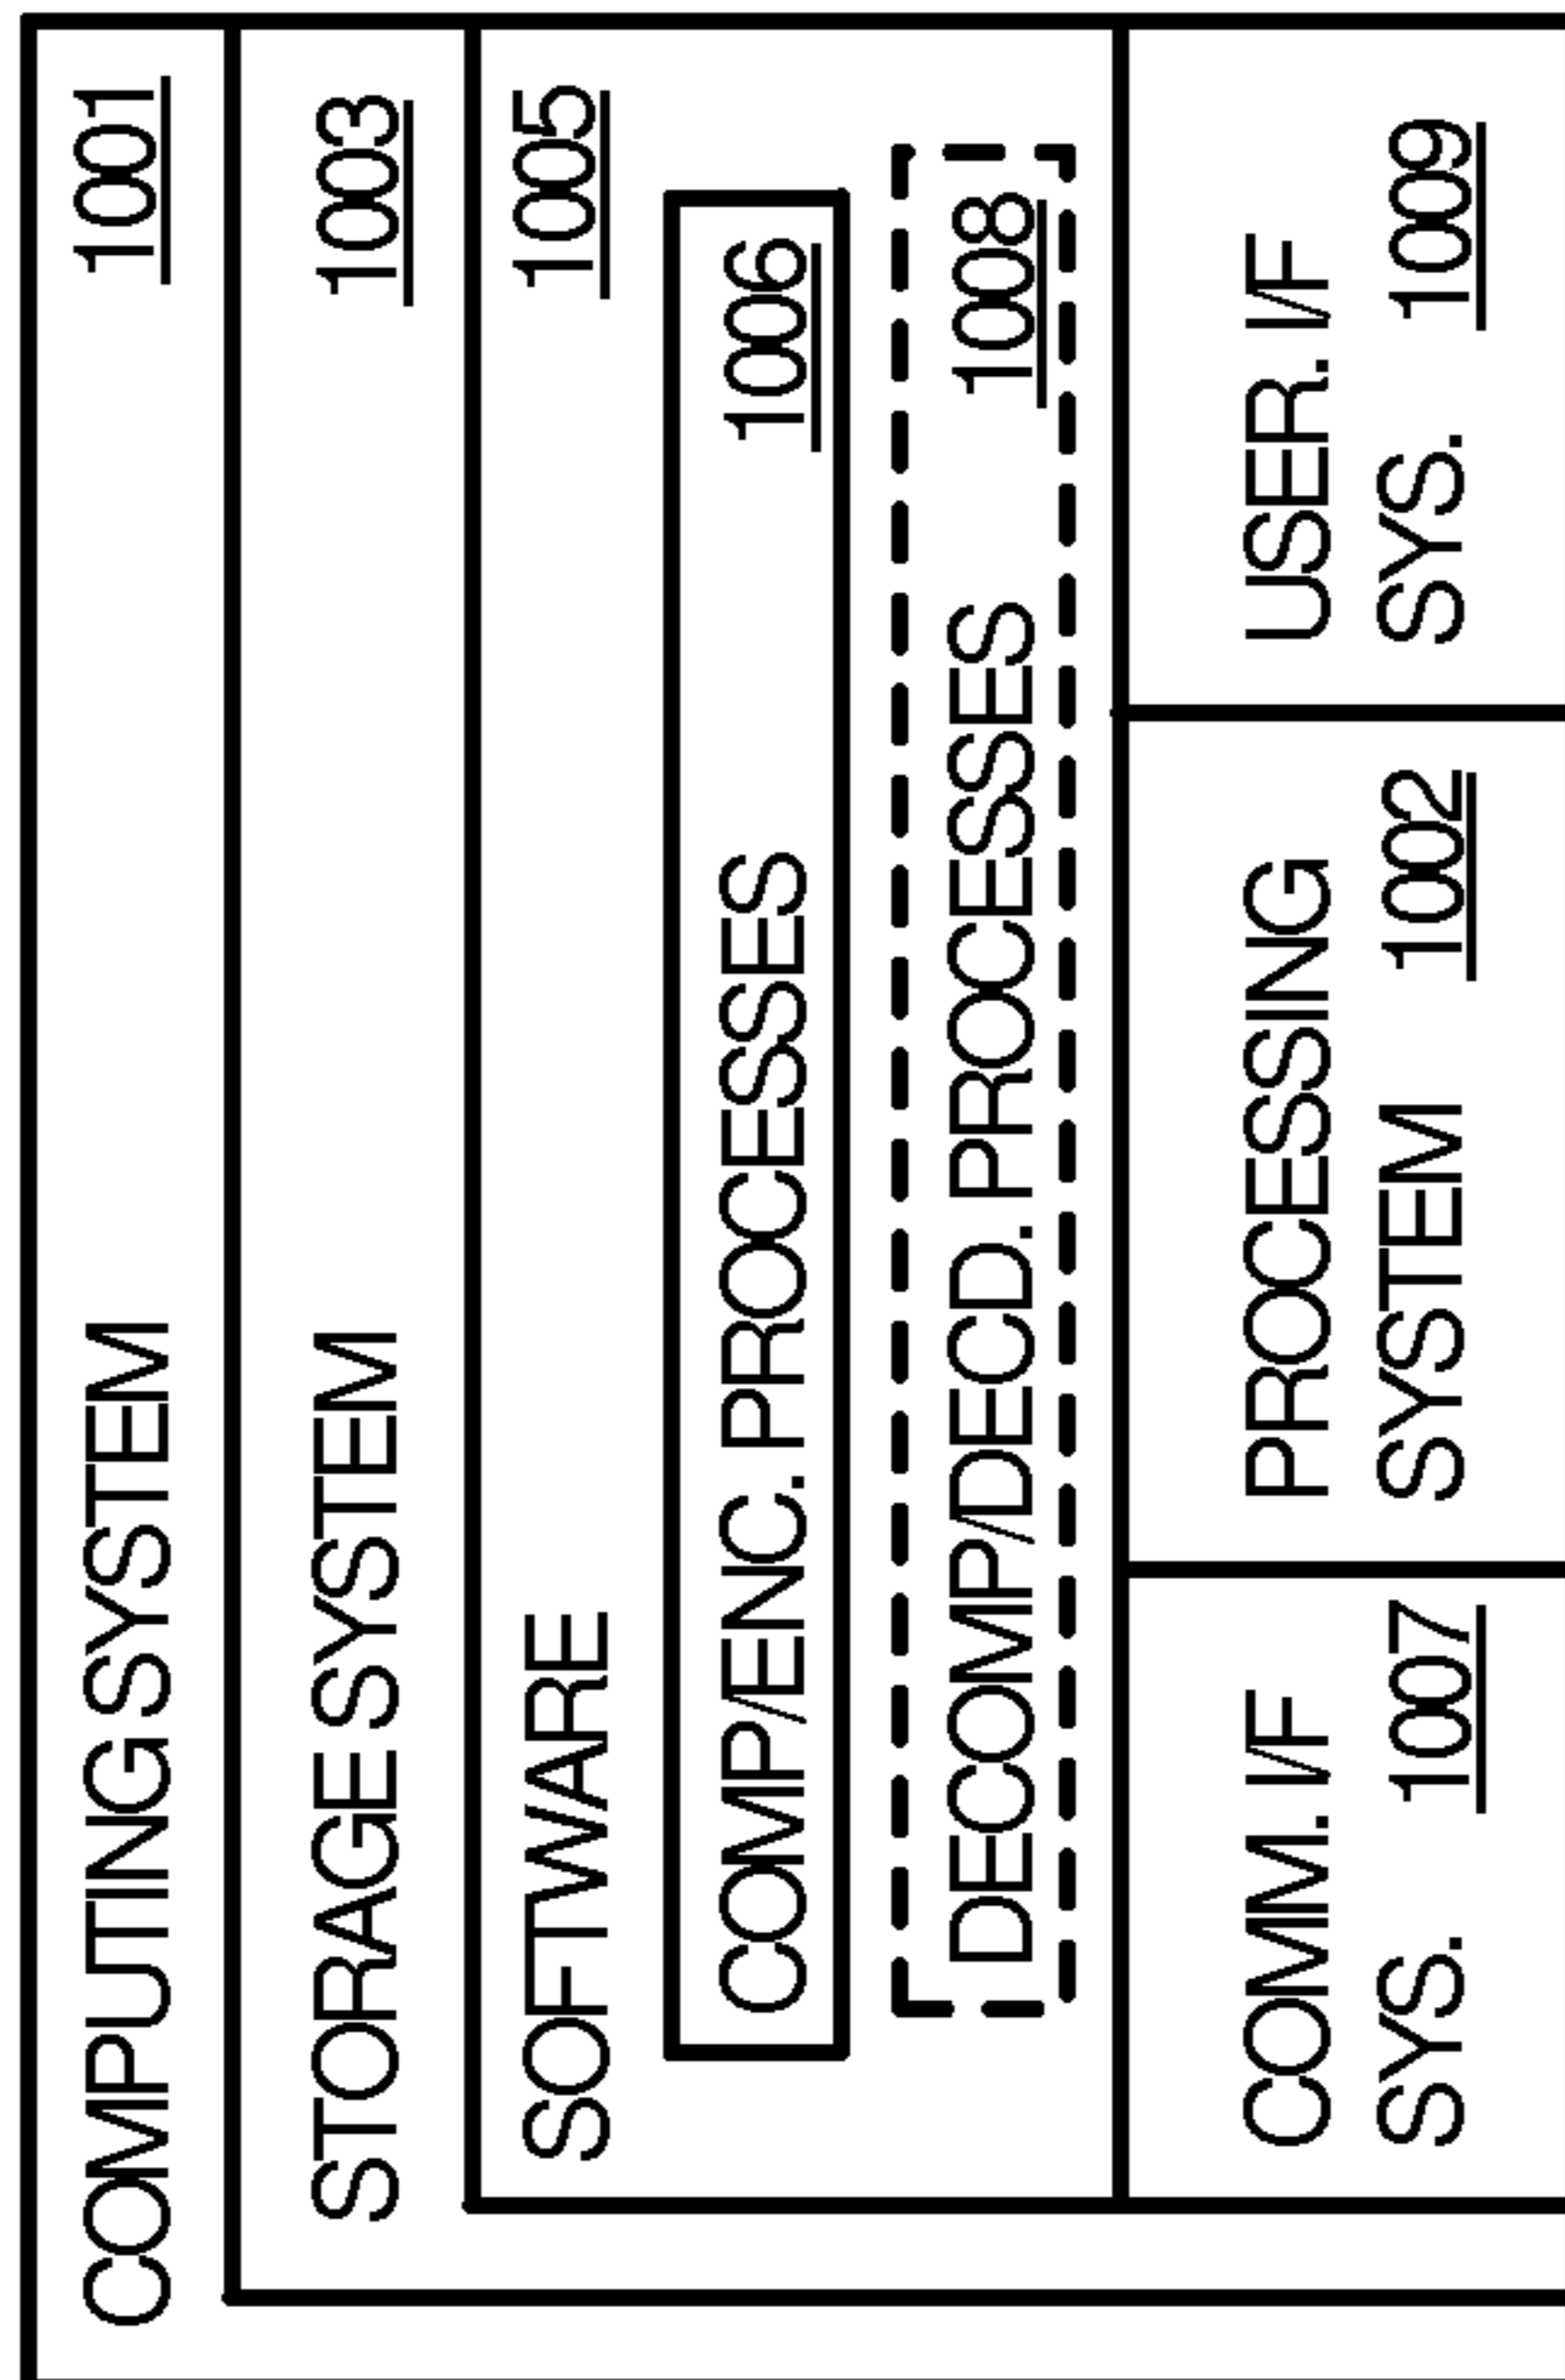 COMPUTING SYSTEM 1001
STORAGE SYSTEM 1003
SOFTWARE 1005
COMP/ENC. PROCESSES 1006
DECOMP/DECD. PROCESSES 1008
COMM. I/F
SYS. 1007
PROCESSING
SYSTEM 1002
USER. I/F
SYS. 1009